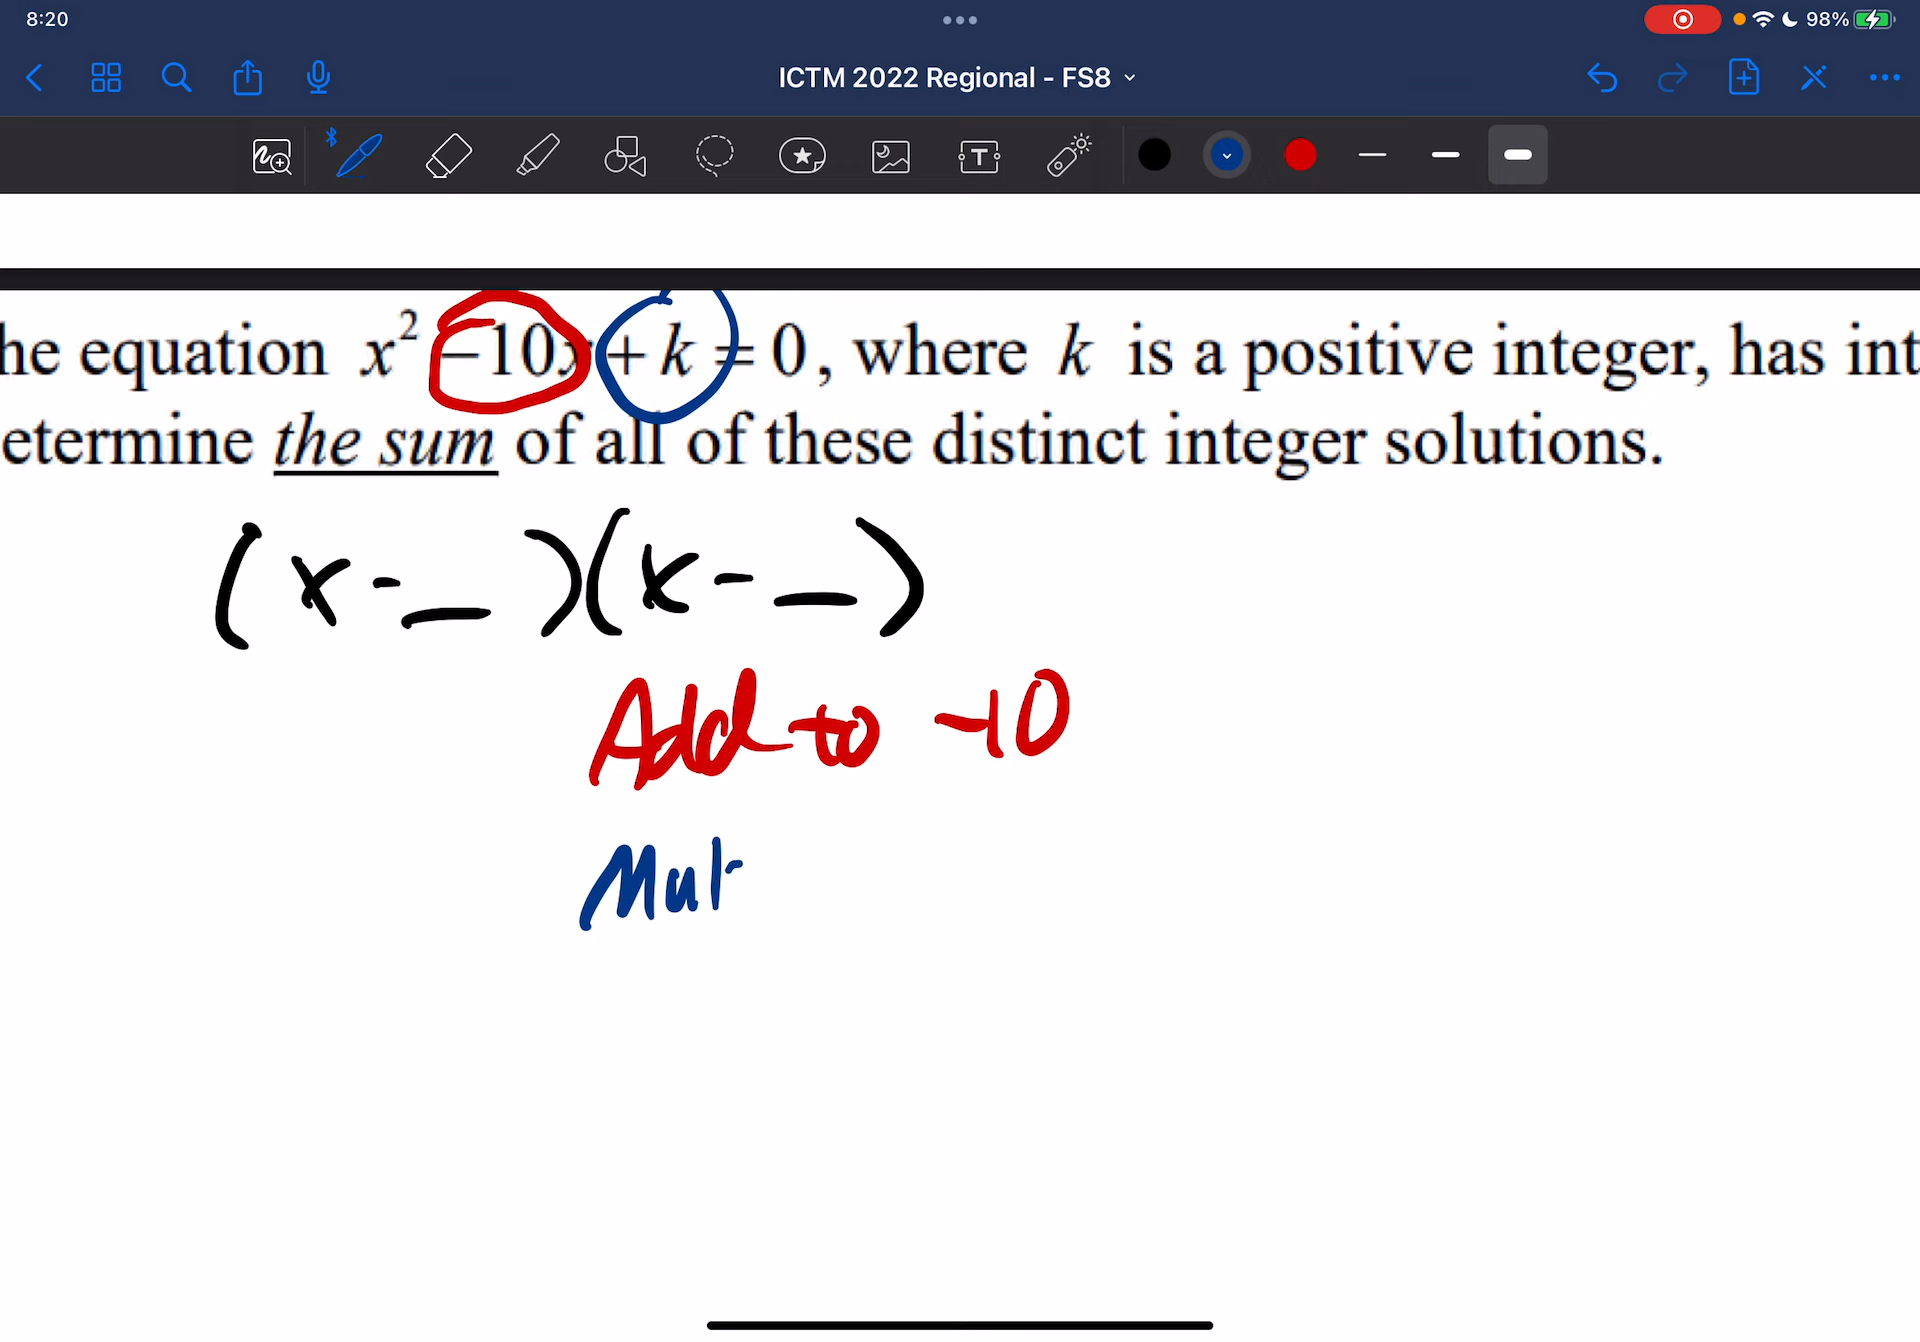 8:20
98%
ICTM 2022 Regional - FS8
T
he equation x² −10x + k = 0, where k is a positive integer, has int
etermine the sum of all of these distinct integer solutions.
(x-_)(x-_)
Add to -10
Mult